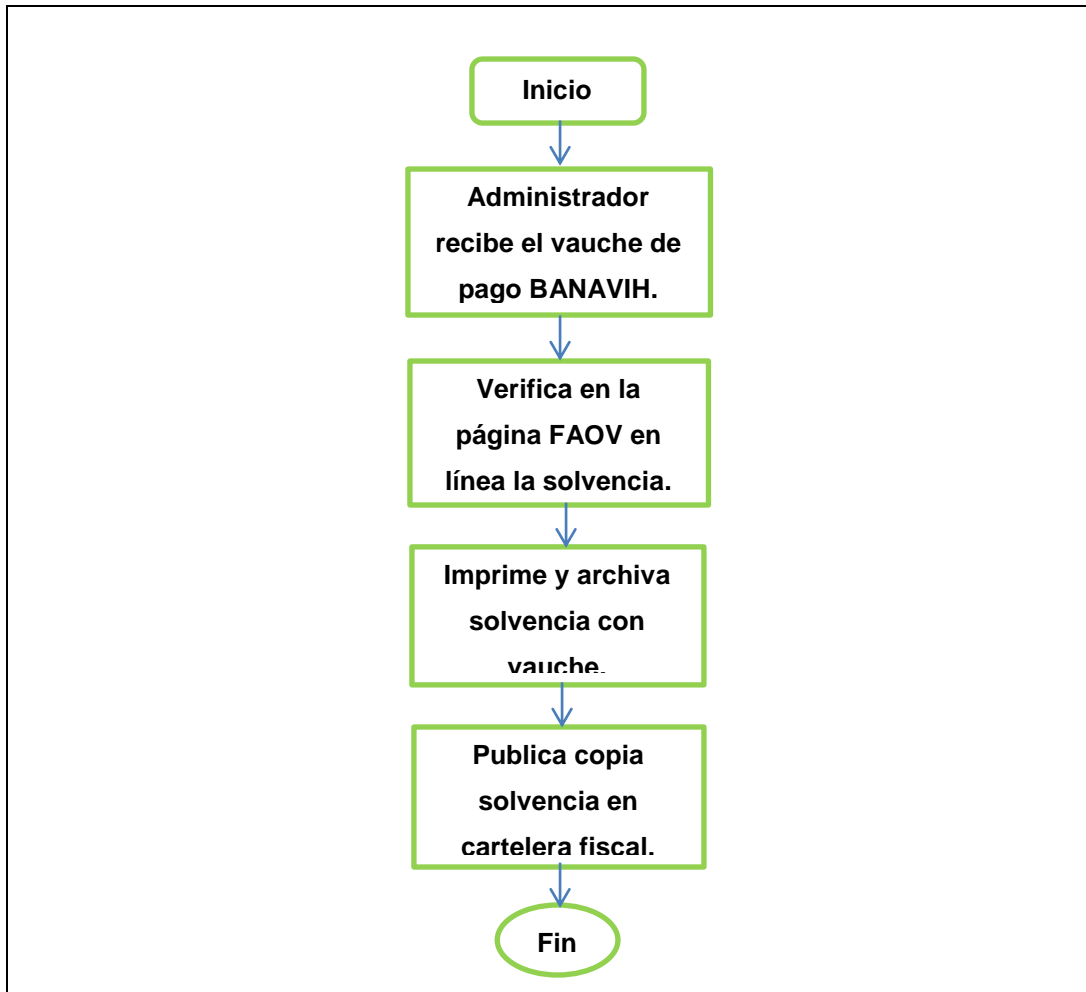 Inicio
Administrador
recibe el vauche de
pago BANAVIH.
Verifica en la
página FAOV en
línea la solvencia.
Imprime y archiva
solvencia con
vauche.
Publica copia
solvencia en
cartelera fiscal.
Fin